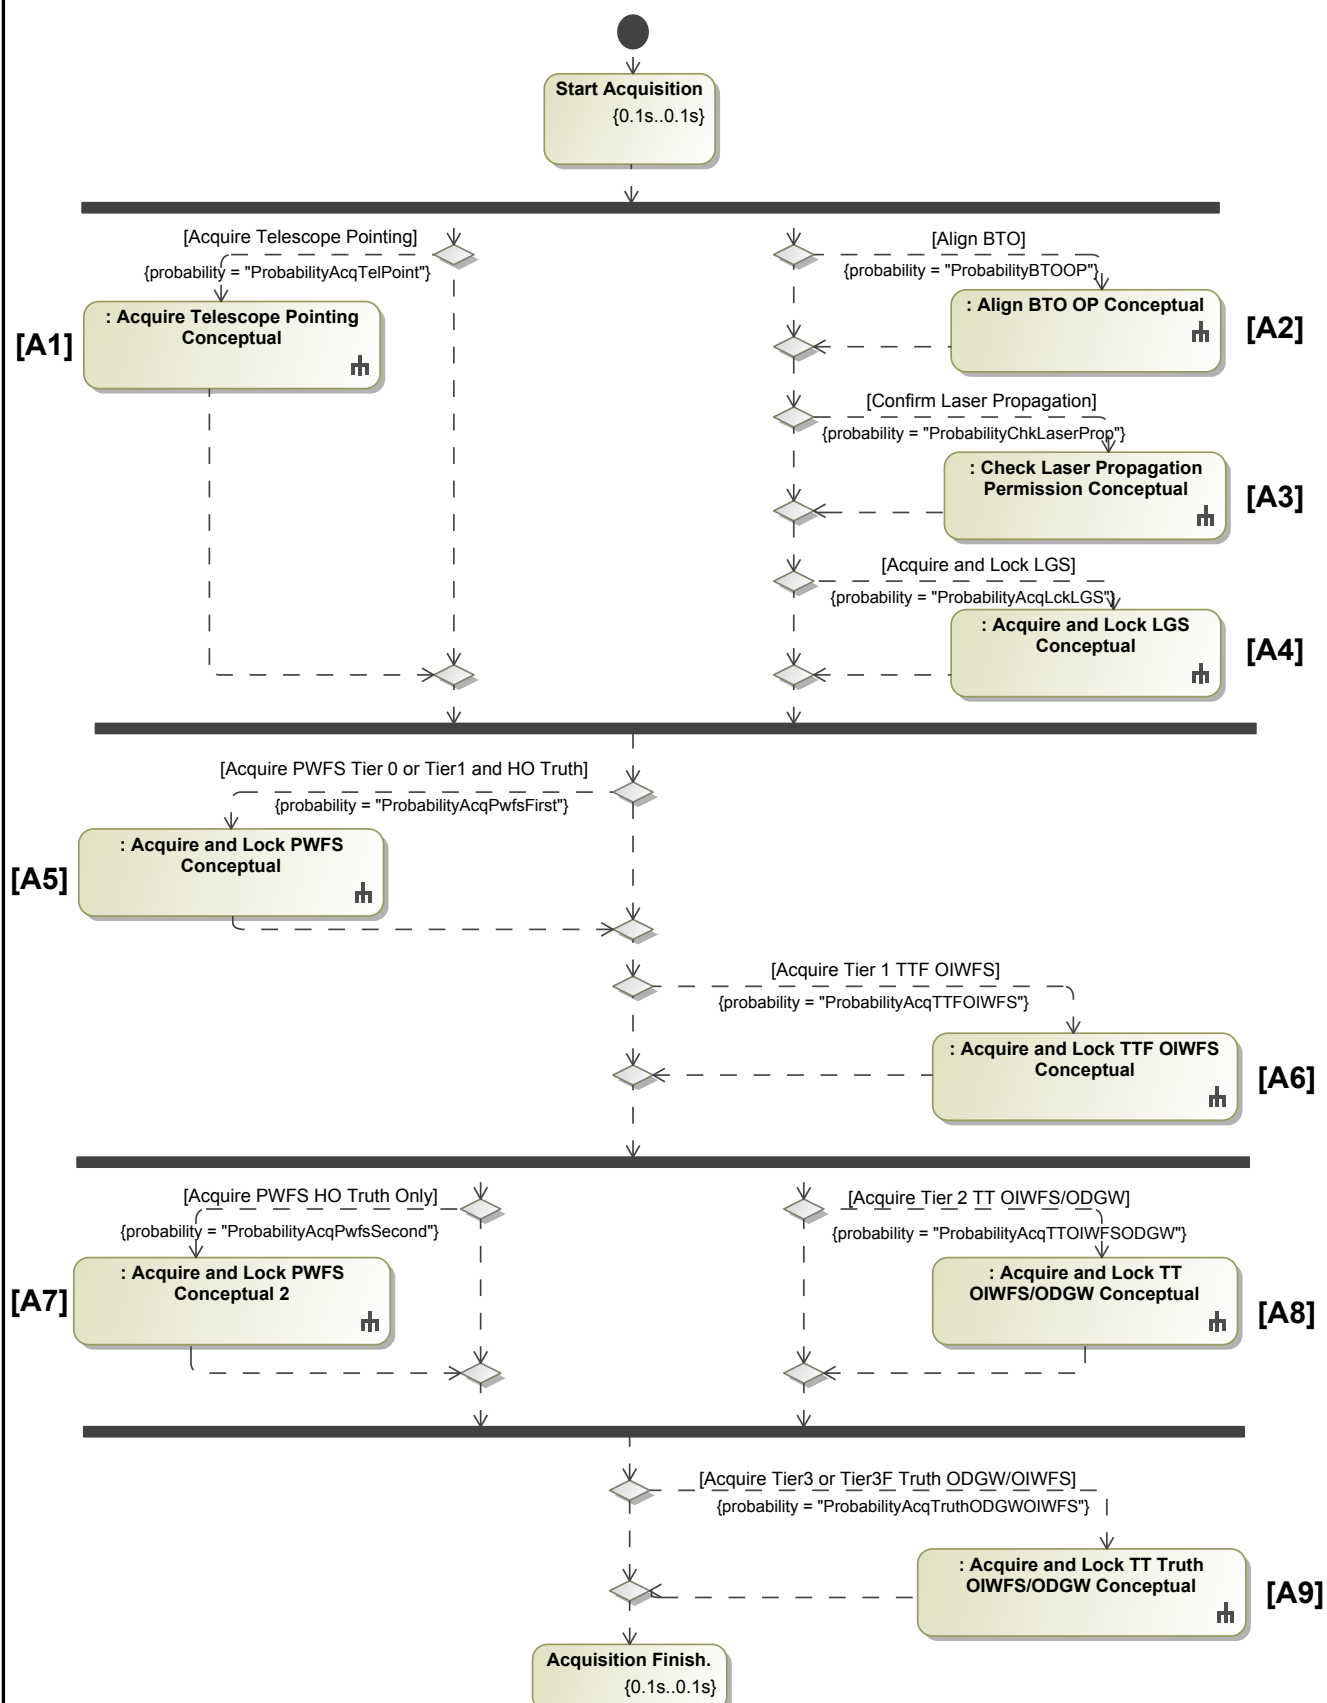 Start Acquisition
{0.1s..0.1s}
[Acquire Telescope Pointing]
{probability = "ProbabilityAcqTelPoint"}
: Acquire Telescope Pointing
Conceptual
[A1]
[Align BTO]
{probability = "ProbabilityBTOOP"}
: Align BTO OP Conceptual
[A2]
[Confirm Laser Propagation]
{probability = "ProbabilityChkLaserProp"}
: Check Laser Propagation
Permission Conceptual
[A3]
[Acquire and Lock LGS]
{probability = "ProbabilityAcqLckLGS"}
: Acquire and Lock LGS
Conceptual
[A4]
[Acquire PWFS Tier 0 or Tier1 and HO Truth]
{probability = "ProbabilityAcqPwfsFirst"}
: Acquire and Lock PWFS
Conceptual
[A5]
[Acquire Tier 1 TTF OIWFS]
{probability = "ProbabilityAcqTTFOIWFS"}
: Acquire and Lock TTF OIWFS
Conceptual
[A6]
[Acquire PWFS HO Truth Only]
{probability = "ProbabilityAcqPwfsSecond"}
: Acquire and Lock PWFS
Conceptual 2
[A7]
[Acquire Tier 2 TT OIWFS/ODGW]
{probability = "ProbabilityAcqTTOIWFSODGW"}
: Acquire and Lock TT
OIWFS/ODGW Conceptual
[A8]
[Acquire Tier3 or Tier3F Truth ODGW/OIWFS]
{probability = "ProbabilityAcqTruthODGWOIWFS"}
: Acquire and Lock TT Truth
OIWFS/ODGW Conceptual
[A9]
Acquisition Finish.
{0.1s..0.1s}